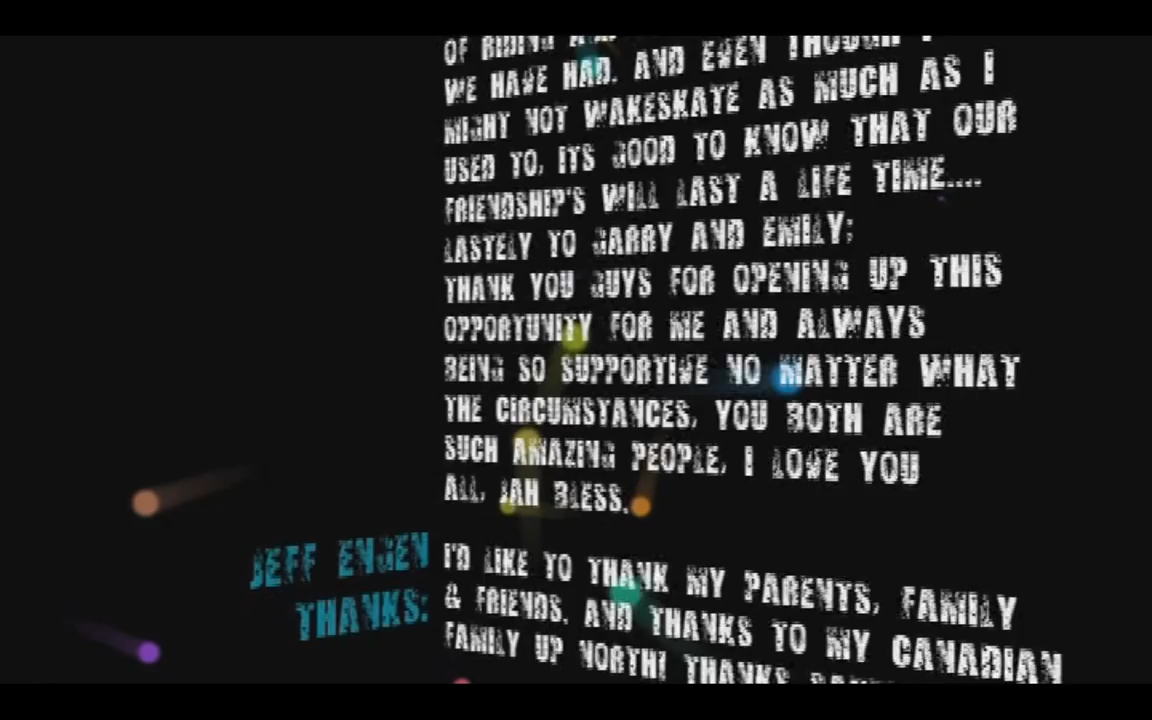 OF RIDING
WE HAVE HAD. AND EVEN THOUGH I
MIGHT NOT WAKESKATE AS MUCH AS I
USED TO, ITS GOOD TO KNOW THAT OUR
FRIENDSHIP'S WILL LAST A LIFE TIME....
LASTELY TO GARRY AND EMILY;
THANK YOU GUYS FOR OPENING UP THIS
OPPORTUNITY FOR ME AND ALWAYS
BEING SO SUPPORTIVE NO MATTER WHAT
THE CIRCUMSTANCES, YOU BOTH ARE
SUCH AMAZING PEOPLE, I LOVE YOU
ALL, JAH BLESS.
JEFF ENGEN
THANKS:
I'D LIKE TO THANK MY PARENTS, FAMILY
& FRIENDS. AND THANKS TO MY CANADIAN
FAMILY UP NORTH! THANKS